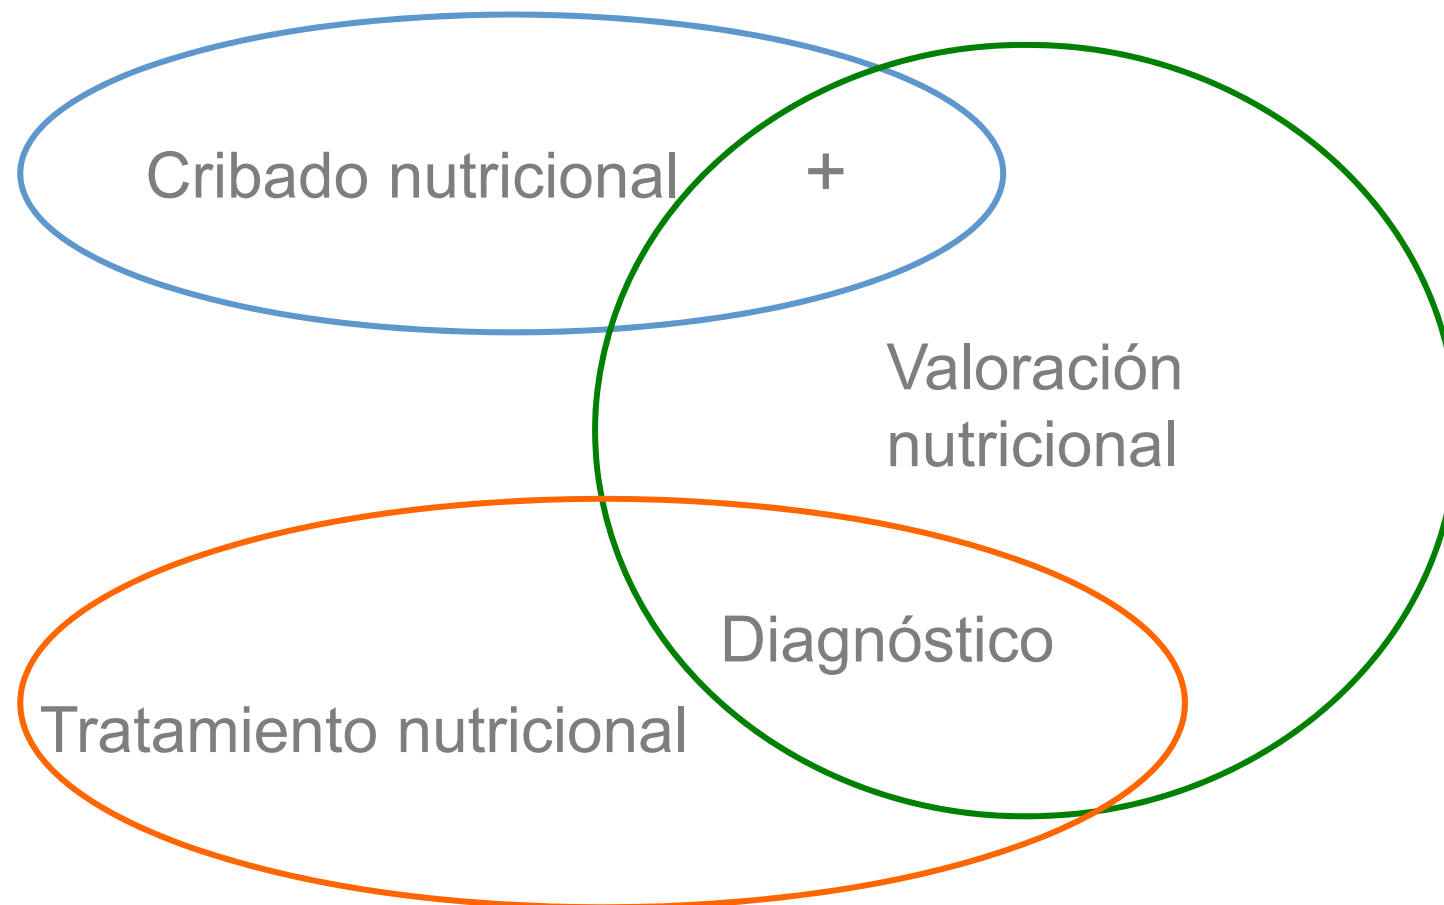 Cribado nutricional +
Valoración
nutricional
Diagnóstico
Tratamiento nutricional